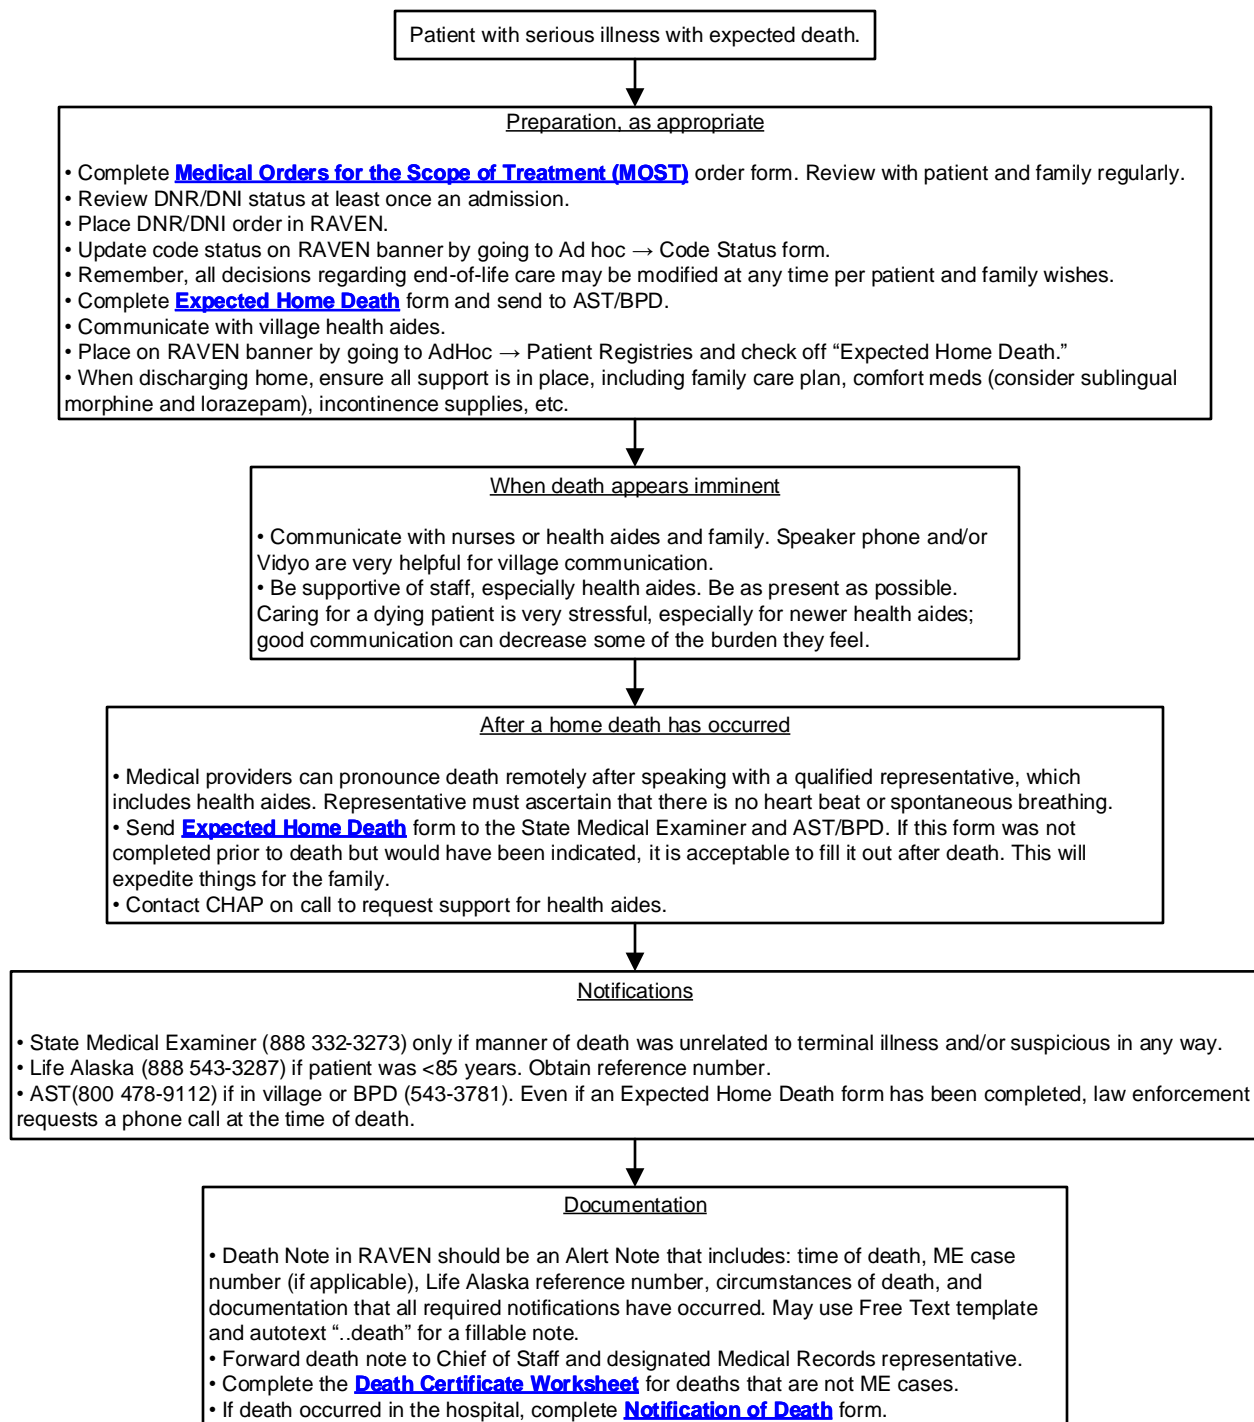 Patient with serious illness with expected death.
Preparation, as appropriate
• Complete Medical Orders for the Scope of Treatment (MOST) order form. Review with patient and family regularly.
• Review DNR/DNI status at least once an admission.
• Place DNR/DNI order in RAVEN.
• Update code status on RAVEN banner by going to Ad hoc → Code Status form.
• Remember, all decisions regarding end-of-life care may be modified at any time per patient and family wishes.
• Complete Expected Home Death form and send to AST/BPD.
• Communicate with village health aides.
• Place on RAVEN banner by going to AdHoc → Patient Registries and check off “Expected Home Death.”
• When discharging home, ensure all support is in place, including family care plan, comfort meds (consider sublingual
morphine and lorazepam), incontinence supplies, etc.
When death appears imminent
• Communicate with nurses or health aides and family. Speaker phone and/or
Vidyo are very helpful for village communication.
• Be supportive of staff, especially health aides. Be as present as possible.
Caring for a dying patient is very stressful, especially for newer health aides;
good communication can decrease some of the burden they feel.
After a home death has occurred
• Medical providers can pronounce death remotely after speaking with a qualified representative, which
includes health aides. Representative must ascertain that there is no heart beat or spontaneous breathing.
• Send Expected Home Death form to the State Medical Examiner and AST/BPD. If this form was not
completed prior to death but would have been indicated, it is acceptable to fill it out after death. This will
expedite things for the family.
• Contact CHAP on call to request support for health aides.
Notifications
• State Medical Examiner (888 332-3273) only if manner of death was unrelated to terminal illness and/or suspicious in any way.
• Life Alaska (888 543-3287) if patient was <85 years. Obtain reference number.
• AST(800 478-9112) if in village or BPD (543-3781). Even if an Expected Home Death form has been completed, law enforcement
requests a phone call at the time of death.
Documentation
• Death Note in RAVEN should be an Alert Note that includes: time of death, ME case
number (if applicable), Life Alaska reference number, circumstances of death, and
documentation that all required notifications have occurred. May use Free Text template
and autotext “..death” for a fillable note.
• Forward death note to Chief of Staff and designated Medical Records representative.
• Complete the Death Certificate Worksheet for deaths that are not ME cases.
• If death occurred in the hospital, complete Notification of Death form.